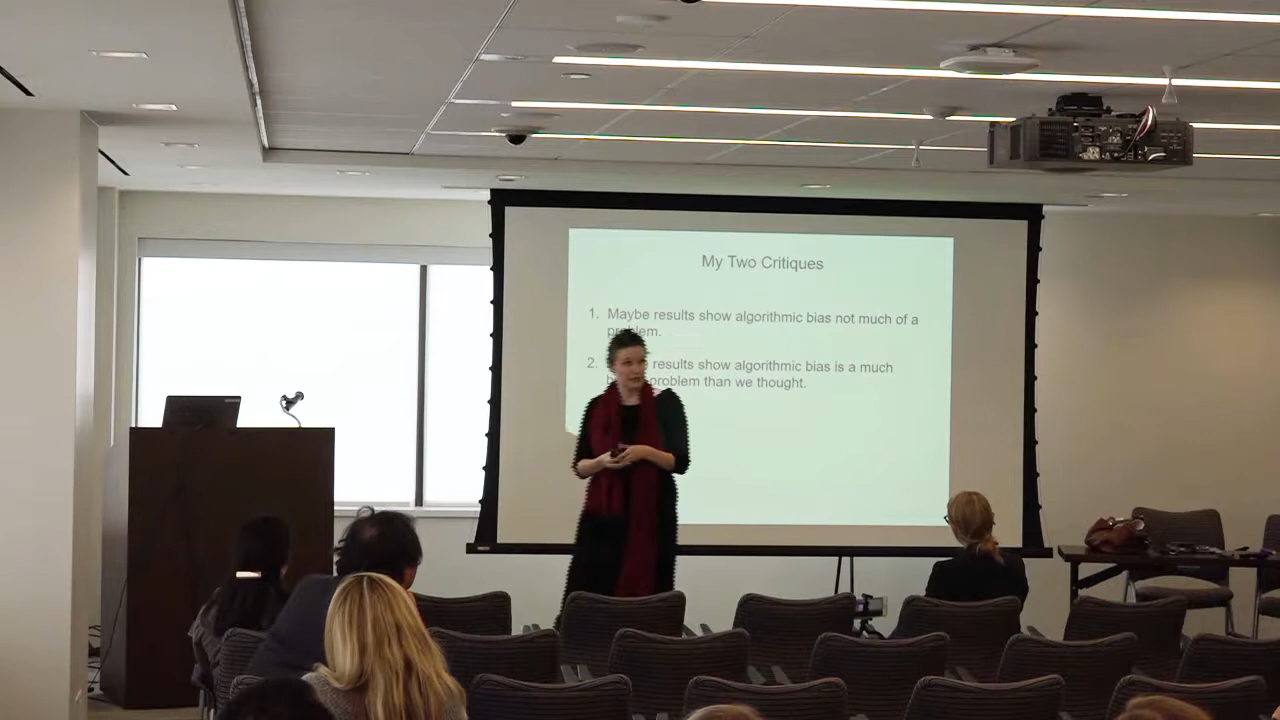 My Two Critiques
1. Maybe results show algorithmic bias not much of a
problem.
2. results show algorithmic bias is a much
problem than we thought.